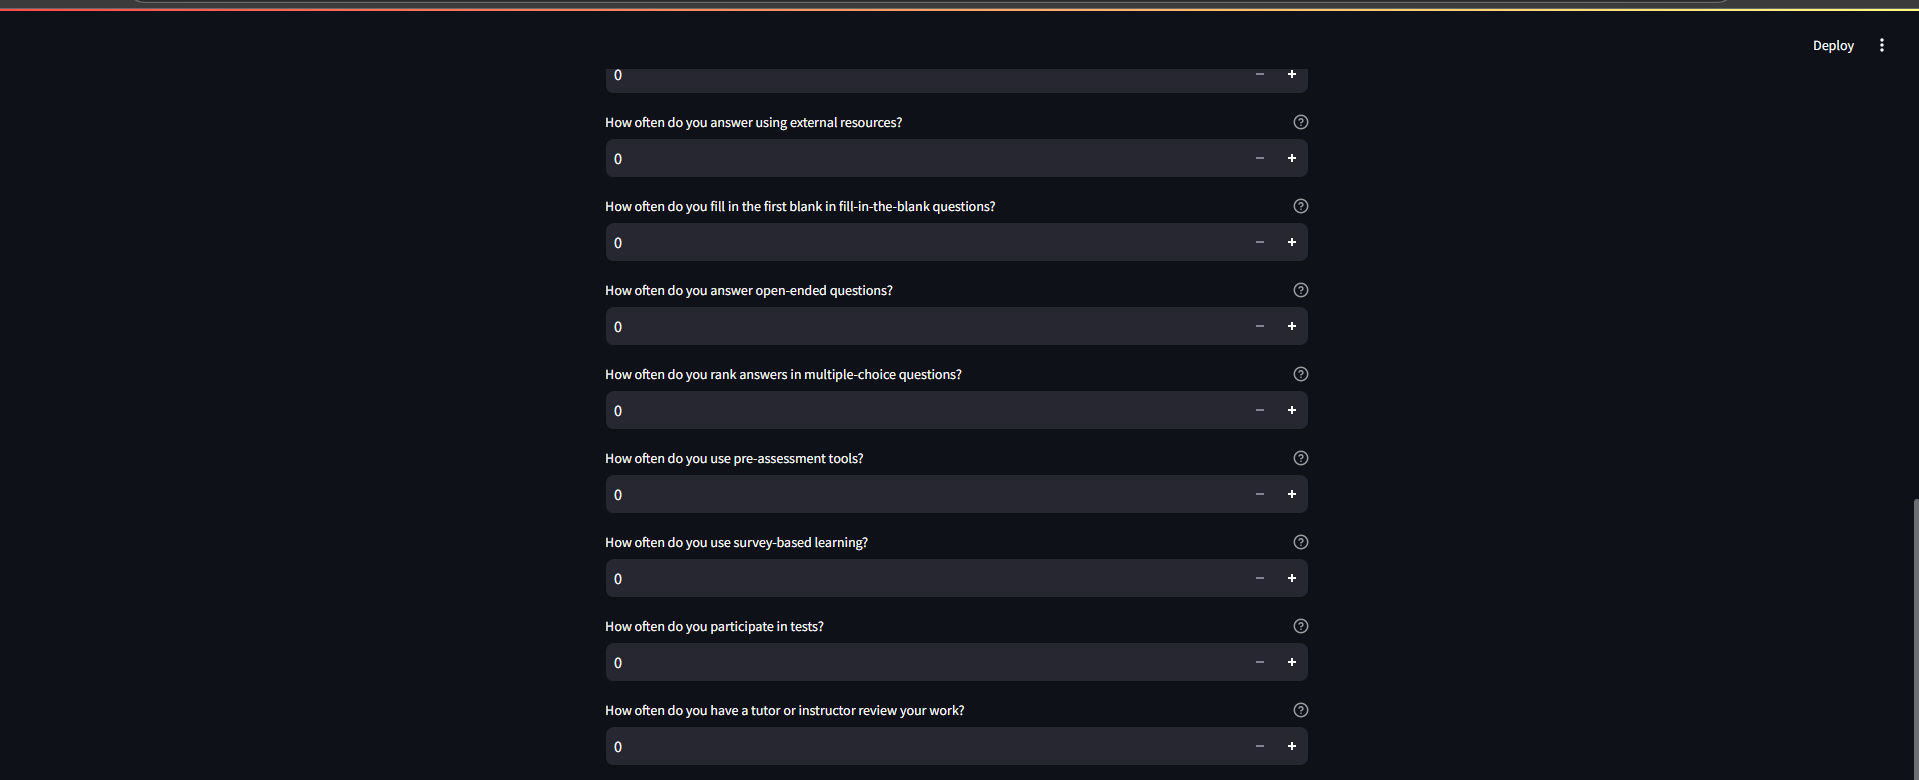 Deploy
0
How often do you answer using external resources?
0
How often do you fill in the first blank in fill-in-the-blank questions?
0
How often do you answer open-ended questions?
0
How often do you rank answers in multiple-choice questions?
0
How often do you use pre-assessment tools?
0
How often do you use survey-based learning?
0
How often do you participate in tests?
0
How often do you have a tutor or instructor review your work?
0